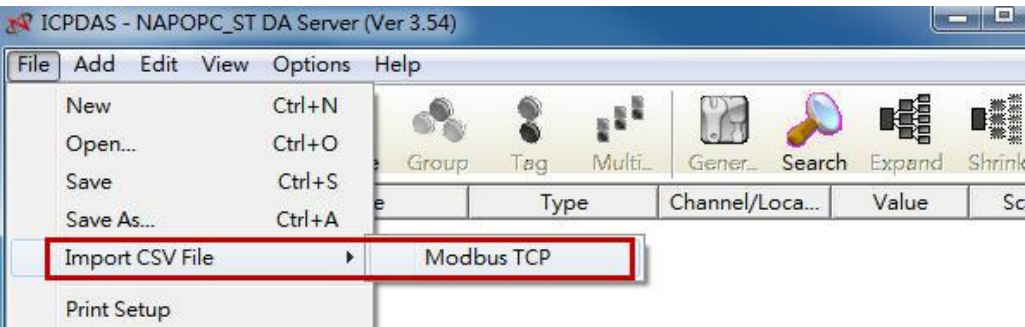 ICPDAS - NAPOPC_ST DA Server (Ver 3.54)
File Add Edit View Options Help
New Ctrl+N
Open... Ctrl+O
Save Ctrl+S
Save As... Ctrl+A
Import CSV File Modbus TCP
Print Setup
e Group Tag Multi... Gener... Search Expand Shrink
e Type Channel/Loca... Value Sc